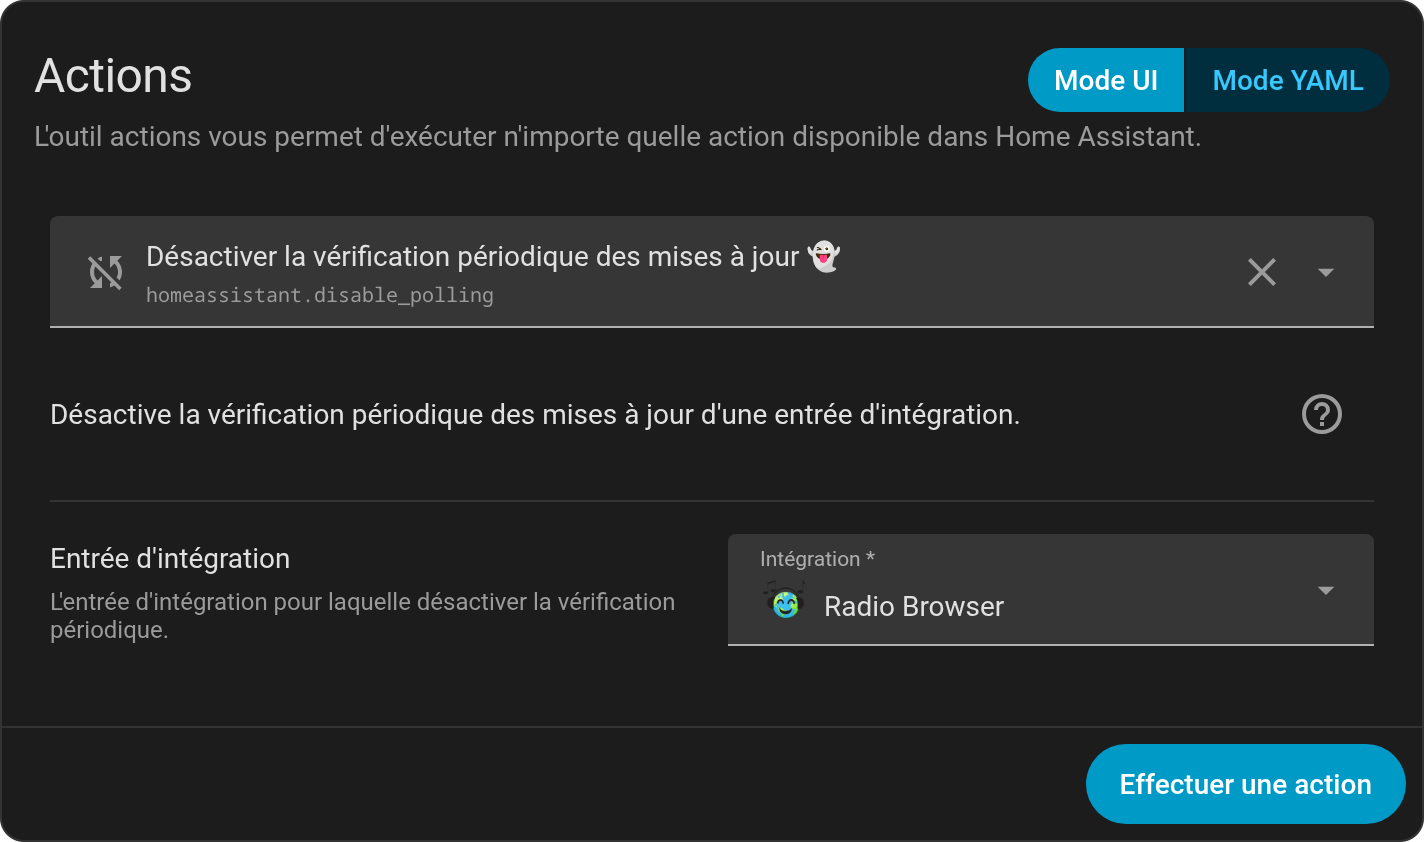 Actions
Mode UI
Mode YAML
L'outil actions vous permet d'exécuter n'importe quelle action disponible dans Home Assistant.
Désactiver la vérification périodique des mises à jour 👻
homeassistant.disable_polling
Désactive la vérification périodique des mises à jour d'une entrée d'intégration.
Entrée d'intégration
L'entrée d'intégration pour laquelle désactiver la vérification
périodique.
Intégration *
Radio Browser
Effectuer une action